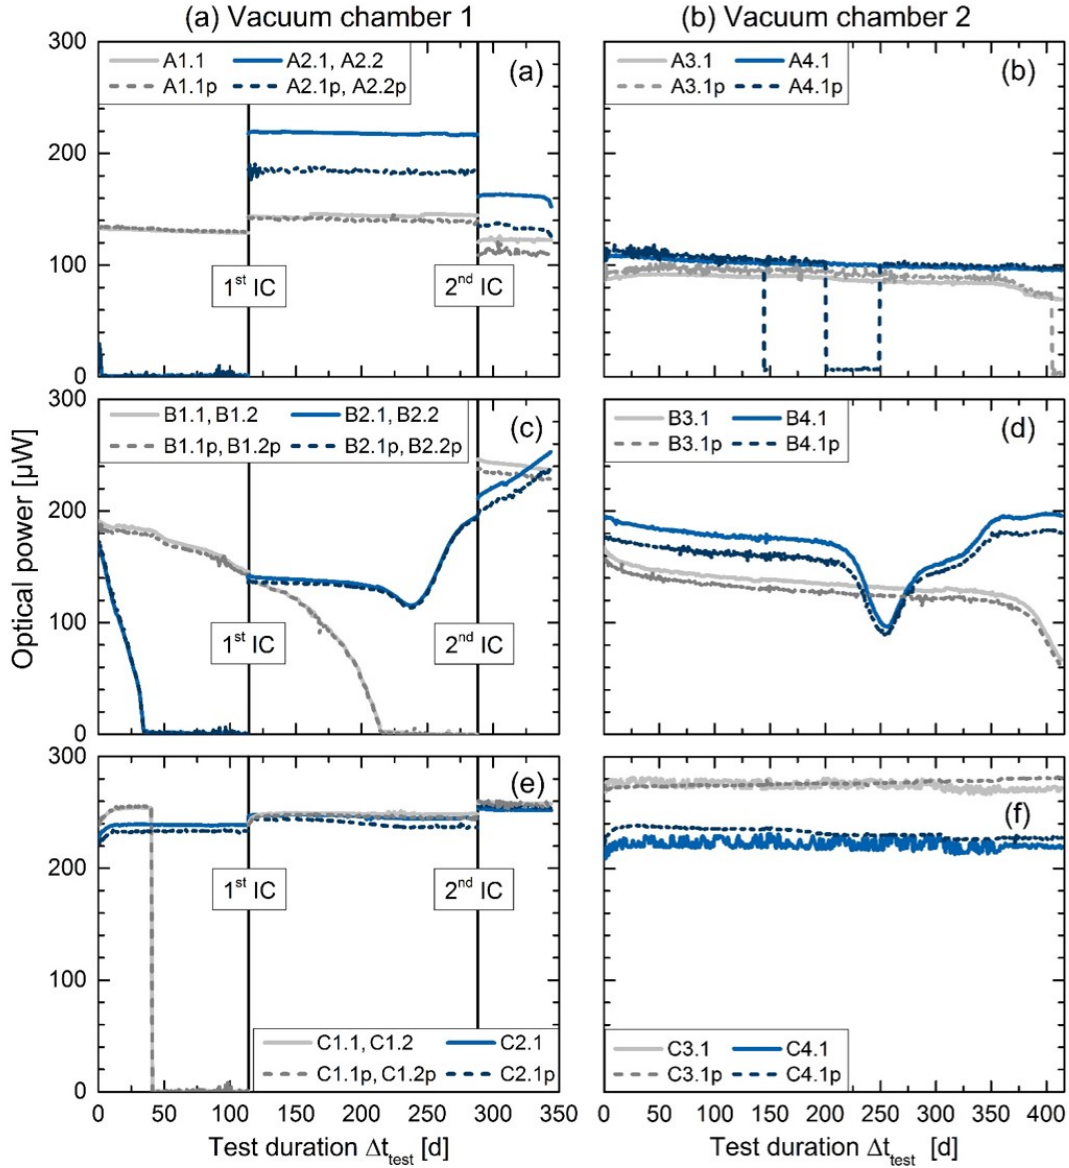 (a) Vacuum chamber 1
(b) Vacuum chamber 2
Optical power [µW]
300
200
100
0
A1.1
A2.1, A2.2
A1.1p
A2.1p, A2.2p
(a)
1st IC
2nd IC
A3.1
A4.1
A3.1p
A4.1p
(b)
300
200
100
0
B1.1, B1.2
B2.1, B2.2
B1.1p, B1.2p
B2.1p, B2.2p
(c)
1st IC
2nd IC
B3.1
B4.1
B3.1p
B4.1p
(d)
300
200
100
0
(e)
1st IC
2nd IC
C1.1, C1.2
C2.1
C1.1p, C1.2p
C2.1p
(f)
C3.1
C4.1
C3.1p
C4.1p
0 50 100 150 200 250 300 350
0 50 100 150 200 250 300 350 400
Test duration Δttest [d]
Test duration Δttest [d]